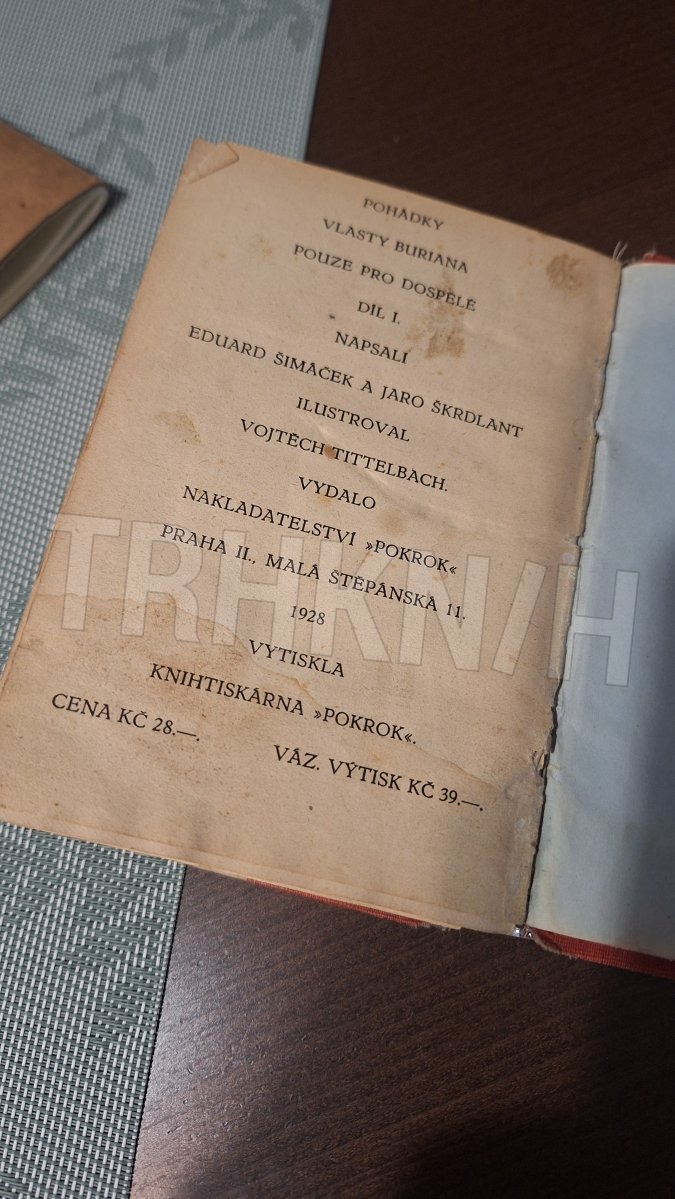 POHÁDKY
VLASTY BURIANA
POUZE PRO DOSPĚLÉ
DÍL I.
NAPSALI
EDUARD ŠIMÁČEK A JARO ŠKRDLANT
ILUSTROVAL
VOJTĚCH TITTELBACH.
VYDALO
NAKLADATELSTVÍ »POKROK«
PRAHA II., MALÁ ŠTĚPÁNSKÁ 11.
1928
VYTISKLA
KNIHTISKÁRNA »POKROK«.
CENA KČ 28.—. VÁZ. VÝTISK KČ 39.—.
TRHKN/H